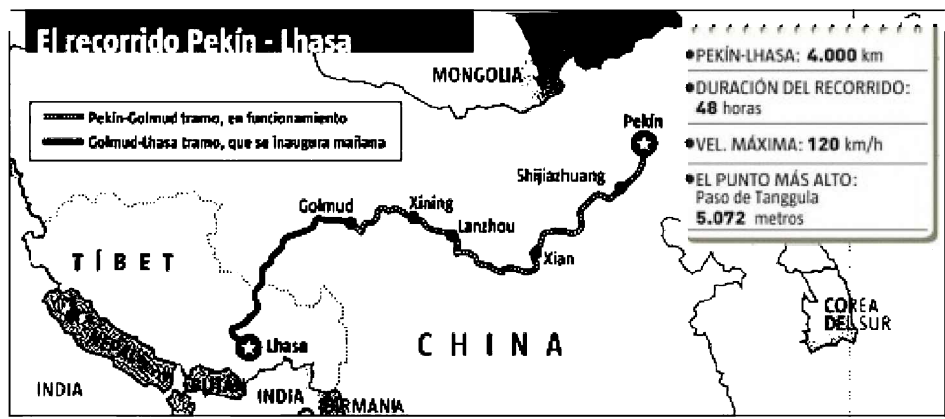 El recorrido Pekín - Lhasa
Pekín-Golmud tramo, en funcionamiento
Golmud-Lhasa tramo, que se inaugura mañana
MONGOLIA
Pekín
Shijiazhuang
Golmud
Xining
Lanzhou
Xian
TÍBET
Lhasa
CHINA
COREA
DEL SUR
INDIA
BUTÁN
INDIA
BIRMANIA
PEKÍN-LHASA: 4.000 km
DURACIÓN DEL RECORRIDO:
48 horas
VEL. MÁXIMA: 120 km/h
EL PUNTO MÁS ALTO:
Paso de Tanggula
5.072 metros